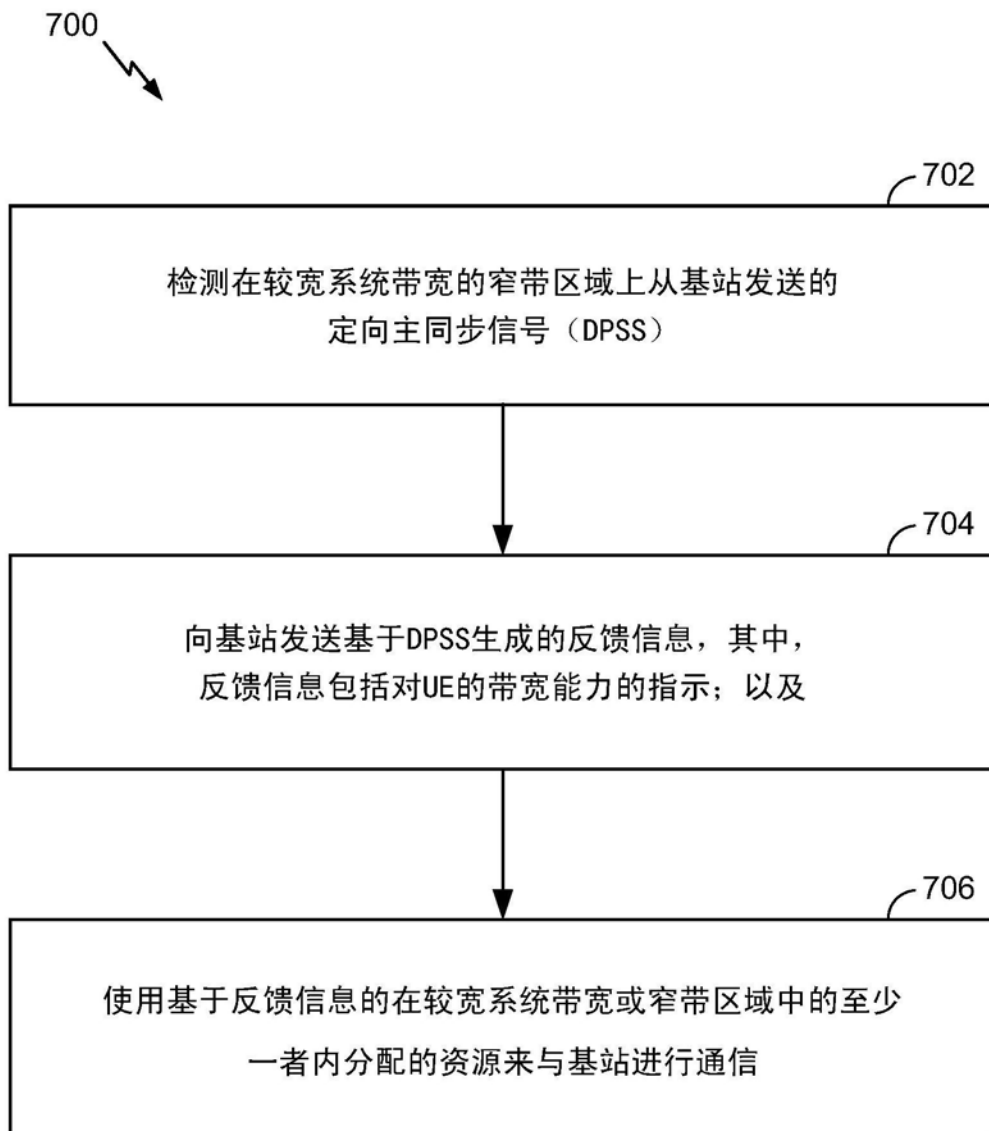 700
702
检测在较宽系统带宽的窄带区域上从基站发送的
定向主同步信号（DPSS）
704
向基站发送基于DPSS生成的反馈信息，其中，
反馈信息包括对UE的带宽能力的指示；以及
706
使用基于反馈信息的在较宽系统带宽或窄带区域中的至少
一者内分配的资源来与基站进行通信